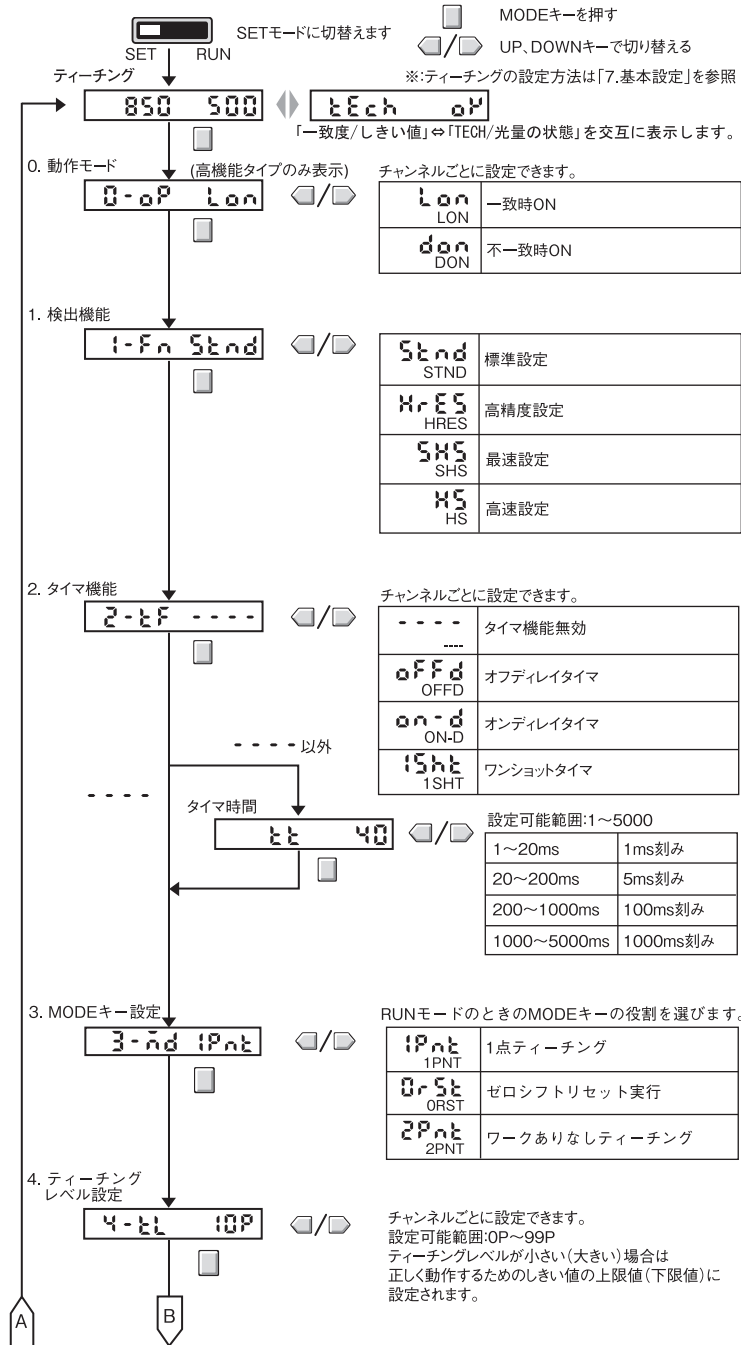 MODEキーを押す
SETモードに切替えます
SET RUN
UP、DOWNキーで切り替える
ティーチング
※:ティーチングの設定方法は「7.基本設定」を参照
850 500
tEch oK
「一致度/しきい値」⇔「TECH/光量の状態」を交互に表示します。
0. 動作モード
(高機能タイプのみ表示)
0-oP Lon
チャンネルごとに設定できます。
Lon
LON
一致時ON
don
DON
不一致時ON
1. 検出機能
1-Fn Stnd
Stnd
STND
標準設定
HrES
HRES
高精度設定
SHS
SHS
最速設定
HS
HS
高速設定
2. タイマ機能
2-tF ----
チャンネルごとに設定できます。
----
----
タイマ機能無効
oFFd
OFFD
オフディレイタイマ
on-d
ON-D
オンディレイタイマ
1Sht
1SHT
ワンショットタイマ
----以外
----
タイマ時間
tt 40
設定可能範囲:1〜5000
1〜20ms 1ms刻み
20〜200ms 5ms刻み
200〜1000ms 100ms刻み
1000〜5000ms 1000ms刻み
3. MODEキー設定
3-md 1Pnt
RUNモードのときのMODEキーの役割を選びます。
1Pnt
1PNT
1点ティーチング
0rSt
0RST
ゼロシフトリセット実行
2Pnt
2PNT
ワークありなしティーチング
4. ティーチング
レベル設定
4-tL 10P
チャンネルごとに設定できます。
設定可能範囲:0P〜99P
ティーチングレベルが小さい(大きい)場合は
正しく動作するためのしきい値の上限値(下限値)に
設定されます。
A
B